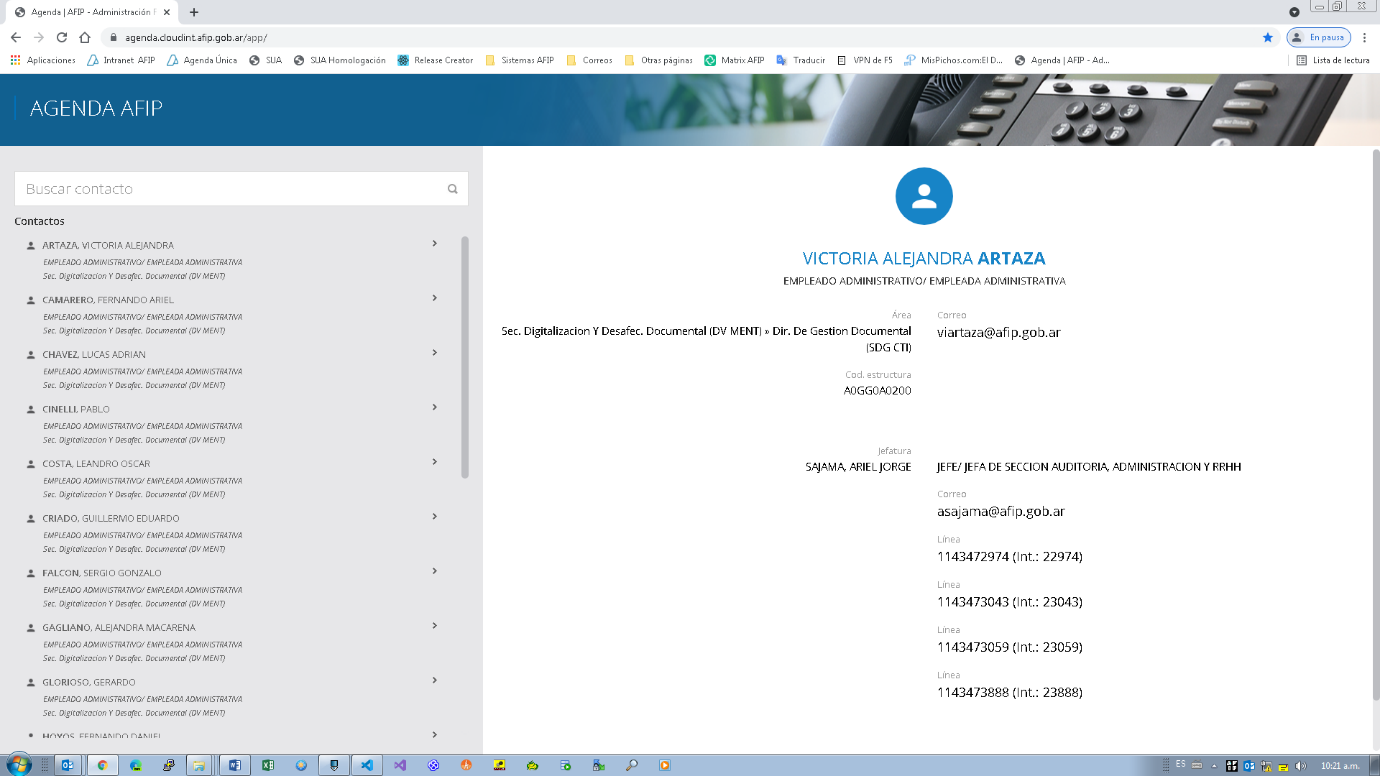 Agenda | AFIP - Administración F
agenda.cloudint.afip.gob.ar/app/
En pausa
Aplicaciones
Intranet AFIP
Agenda Única
SUA
SUA Homologación
Release Creator
Sistemas AFIP
Correos
Otras páginas
Matrix AFIP
Traducir
VPN de F5
MisPichos.com:El D...
Agenda | AFIP - Ad...
Lista de lectura
AGENDA AFIP
Buscar contacto
Contactos
ARTAZA, VICTORIA ALEJANDRA
EMPLEADO ADMINISTRATIVO/ EMPLEADA ADMINISTRATIVA
Sec. Digitalizacion Y Desafec. Documental (DV MENT)
CAMARERO, FERNANDO ARIEL
EMPLEADO ADMINISTRATIVO/ EMPLEADA ADMINISTRATIVA
Sec. Digitalizacion Y Desafec. Documental (DV MENT)
CHAVEZ, LUCAS ADRIAN
EMPLEADO ADMINISTRATIVO/ EMPLEADA ADMINISTRATIVA
Sec. Digitalizacion Y Desafec. Documental (DV MENT)
CINELLI, PABLO
EMPLEADO ADMINISTRATIVO/ EMPLEADA ADMINISTRATIVA
Sec. Digitalizacion Y Desafec. Documental (DV MENT)
COSTA, LEANDRO OSCAR
EMPLEADO ADMINISTRATIVO/ EMPLEADA ADMINISTRATIVA
Sec. Digitalizacion Y Desafec. Documental (DV MENT)
CRIADO, GUILLERMO EDUARDO
EMPLEADO ADMINISTRATIVO/ EMPLEADA ADMINISTRATIVA
Sec. Digitalizacion Y Desafec. Documental (DV MENT)
FALCON, SERGIO GONZALO
EMPLEADO ADMINISTRATIVO/ EMPLEADA ADMINISTRATIVA
Sec. Digitalizacion Y Desafec. Documental (DV MENT)
GAGLIANO, ALEJANDRA MACARENA
EMPLEADO ADMINISTRATIVO/ EMPLEADA ADMINISTRATIVA
Sec. Digitalizacion Y Desafec. Documental (DV MENT)
GLORIOSO, GERARDO
EMPLEADO ADMINISTRATIVO/ EMPLEADA ADMINISTRATIVA
Sec. Digitalizacion Y Desafec. Documental (DV MENT)
HOYOS, FERNANDO DANIEL
VICTORIA ALEJANDRA ARTAZA
EMPLEADO ADMINISTRATIVO/ EMPLEADA ADMINISTRATIVA
Área
Sec. Digitalizacion Y Desafec. Documental (DV MENT) » Dir. De Gestion Documental
(SDG CTI)
Cod. estructura
A0GG0A0200
Correo
viartaza@afip.gob.ar
Jefatura
SAJAMA, ARIEL JORGE
JEFE/ JEFA DE SECCION AUDITORIA, ADMINISTRACION Y RRHH
Correo
asajama@afip.gob.ar
Línea
1143472974 (Int.: 22974)
Línea
1143473043 (Int.: 23043)
Línea
1143473059 (Int.: 23059)
Línea
1143473888 (Int.: 23888)
ES
10:21 a.m.